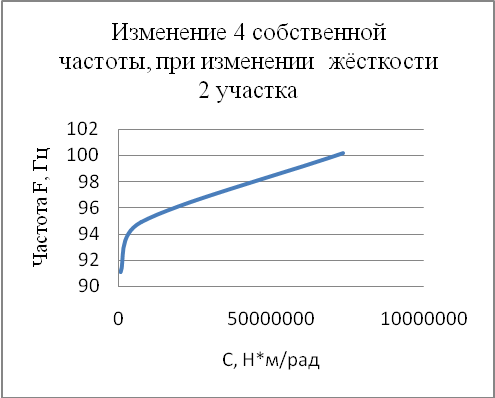 Изменение 4 собственной
частоты, при изменении жёсткости
2 участка
Частота F, Гц
102
100
98
96
94
92
90
0 50000000 10000000
С, Н*м/рад